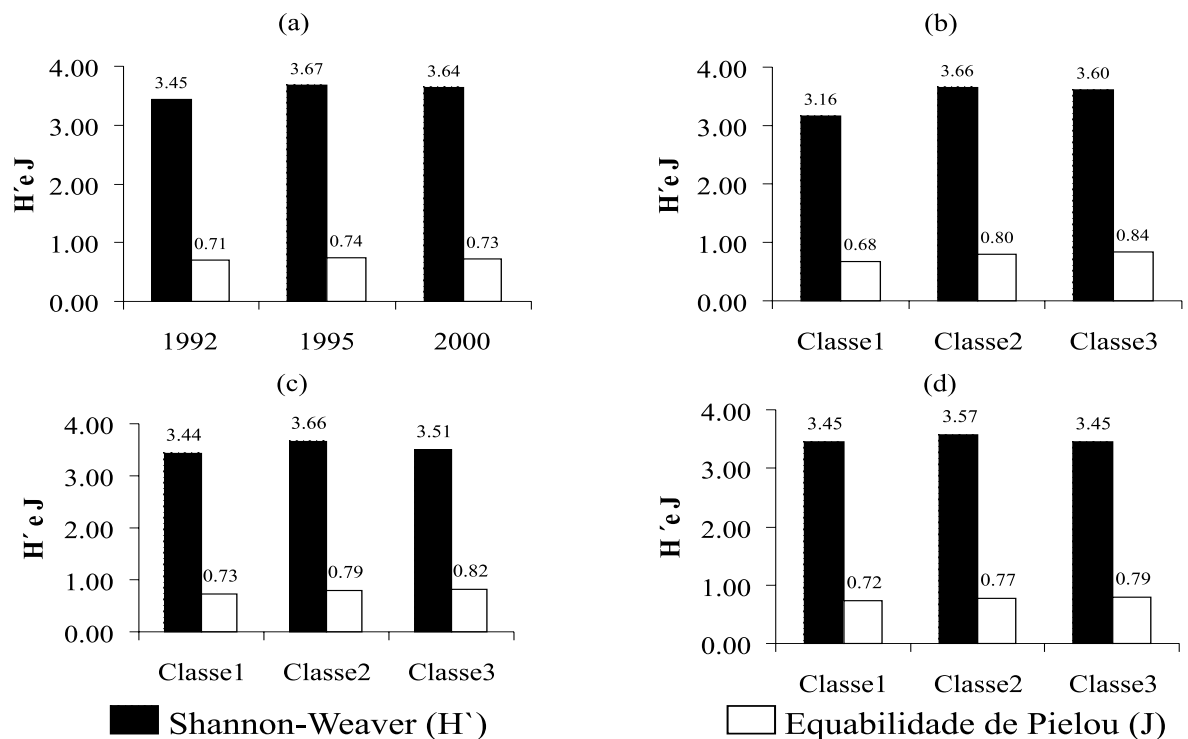 (a)
3.45
3.67
3.64
4.00
3.00
2.00
1.00
0.00
H´e J
0.71
0.74
0.73
1992
1995
2000
(b)
3.16
3.66
3.60
4.00
3.00
2.00
1.00
0.00
H´e J
0.68
0.80
0.84
Classe1
Classe2
Classe3
(c)
3.44
3.66
3.51
4.00
3.00
2.00
1.00
0.00
H´ e J
0.73
0.79
0.82
Classe1
Classe2
Classe3
(d)
3.45
3.57
3.45
4.00
3.00
2.00
1.00
0.00
H ´e J
0.72
0.77
0.79
Classe1
Classe2
Classe3
Shannon-Weaver (H`)
Equabilidade de Pielou (J)